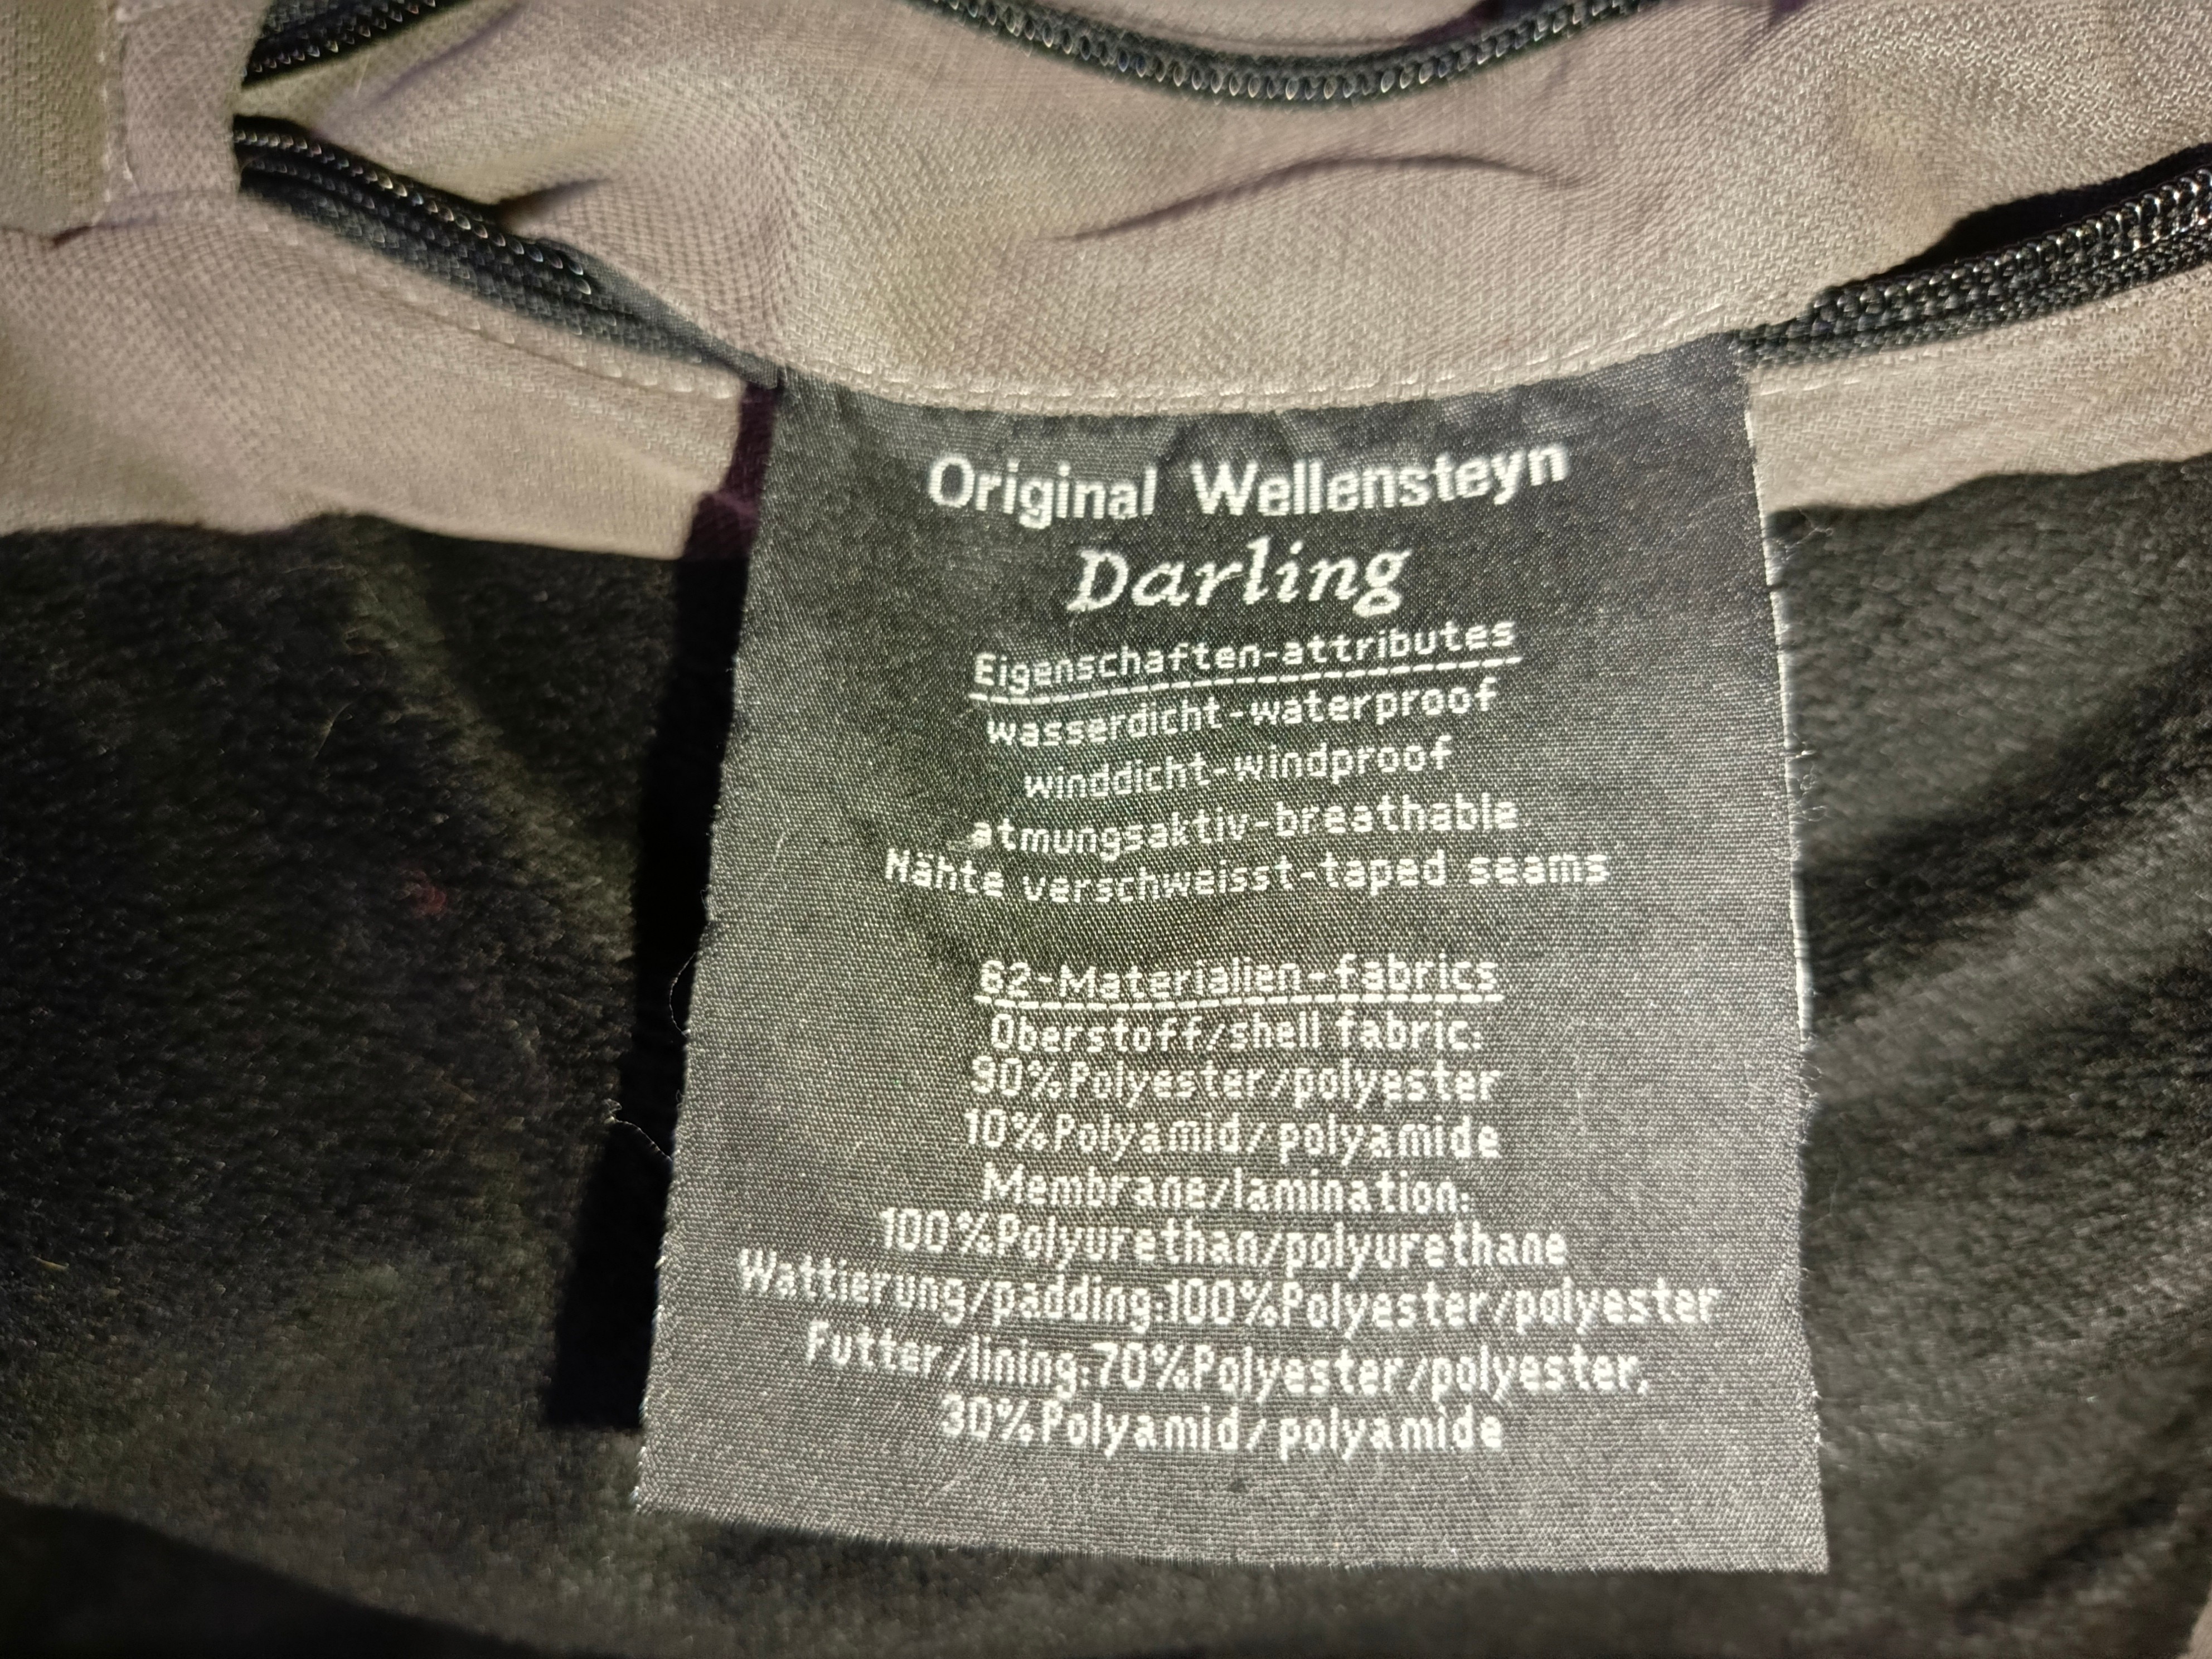 Original Wellensteyn
Darling
Eigenschaften-attributes
wasserdicht-waterproof
winddicht-windproof
atmungsaktiv-breathable
Nähte verschweisst-taped seams
62-Materialien-fabrics
Oberstoff/shell fabric:
90%Polyester/polyester
10%Polyamid/polyamide
Membrane/lamination:
100%Polyurethan/polyurethane
Wattierung/padding:100%Polyester/polyester
Futter/lining:70%Polyester/polyester,
30%Polyamid/polyamide